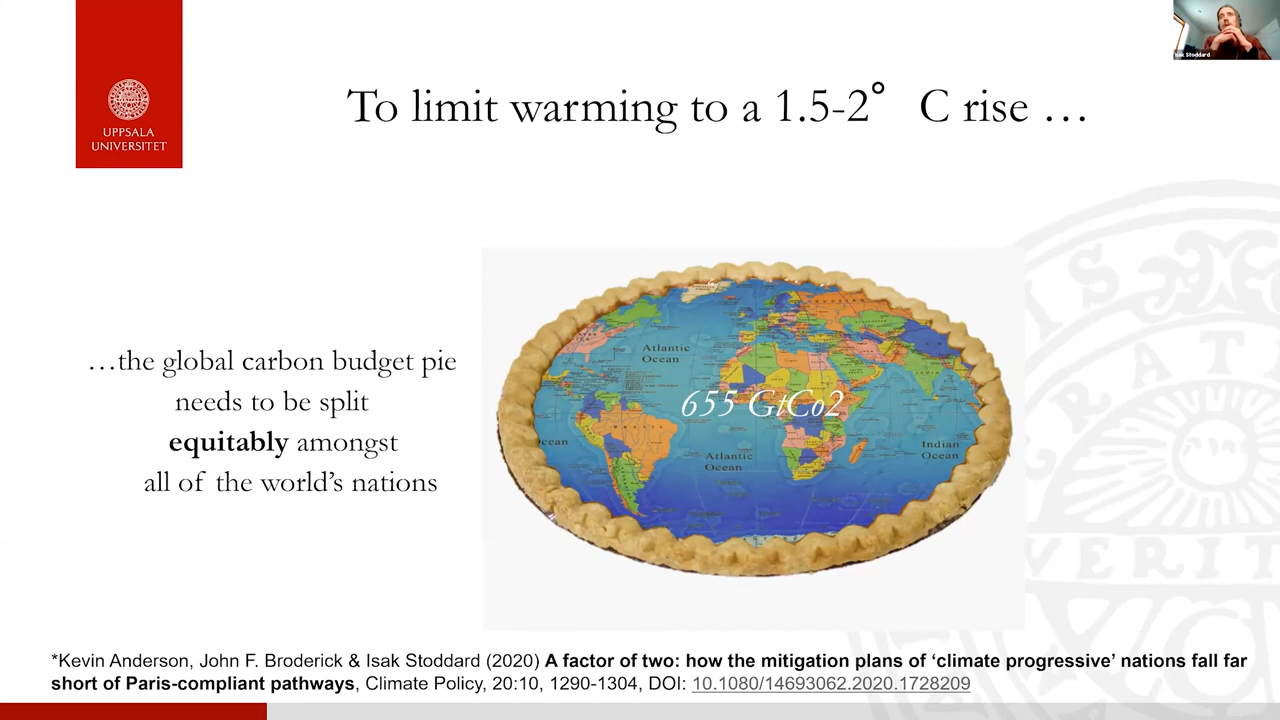 Isak Stoddard
UPPSALA
UNIVERSITET
To limit warming to a 1.5-2° C rise …
…the global carbon budget pie
needs to be split
equitably amongst
all of the world’s nations
Atlantic
Ocean
655 GtCo2
Atlantic
Ocean
Indian
Ocean
*Kevin Anderson, John F. Broderick & Isak Stoddard (2020) A factor of two: how the mitigation plans of ‘climate progressive’ nations fall far
short of Paris-compliant pathways, Climate Policy, 20:10, 1290-1304, DOI: 10.1080/14693062.2020.1728209